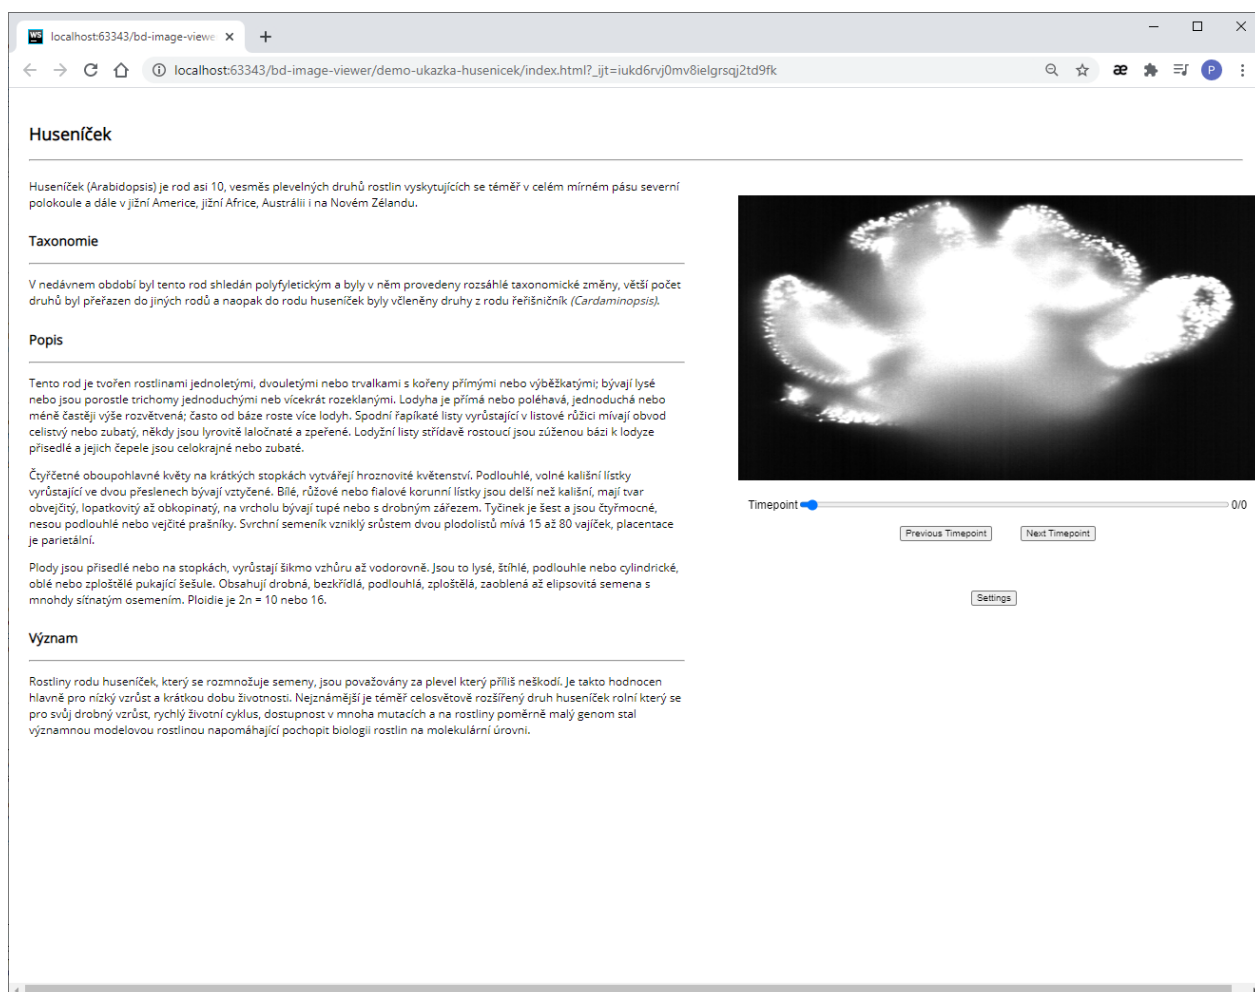 WS localhost:63343/bd-image-viewe
localhost:63343/bd-image-viewer/demo-ukazka-husenicek/index.html?_ijt=iukd6rvj0mv8ielgrsqj2td9fk
æ
P
Huseníček
Huseníček (Arabidopsis) je rod asi 10, vesměs plevelných druhů rostlin vyskytujících se téměř v celém mírném pásu severní
polokoule a dále v jižní Americe, jižní Africe, Austrálii i na Novém Zélandu.
Taxonomie
V nedávnem období byl tento rod shledán polyfyletickým a byly v něm provedeny rozsáhlé taxonomické změny, větší počet
druhů byl přeřazen do jiných rodů a naopak do rodu huseníček byly včleněny druhy z rodu řeřišničník (Cardaminopsis).
Popis
Tento rod je tvořen rostlinami jednoletými, dvouletými nebo trvalkami s kořeny přímými nebo výběžkatými; bývají lysé
nebo jsou porostle trichomy jednoduchými neb vícekrát rozeklanými. Lodyha je přímá nebo poléhavá, jednoduchá nebo
méně častěji výše rozvětvená; často od báze roste více lodyh. Spodní řapíkaté listy vyrůstající v listové růžici mívají obvod
celistvý nebo zubatý, někdy jsou lyrovitě laločnaté a zpeřené. Lodyžní listy střídavě rostoucí jsou zúženou bázi k lodyze
přisedlé a jejich čepele jsou celokrajné nebo zubaté.
Čtyřčetné oboupohlavné květy na krátkých stopkách vytvářejí hroznovité květenství. Podlouhlé, volné kališní lístky
vyrůstající ve dvou přeslenech bývají vztyčené. Bílé, růžové nebo fialové korunní lístky jsou delší než kališní, mají tvar
obvejčitý, lopatkovitý až obkopinatý, na vrcholu bývají tupé nebo s drobným zářezem. Tyčinek je šest a jsou čtyřmocné,
nesou podlouhlé nebo vejčité prašníky. Svrchní semeník vzniklý srůstem dvou plodolistů mívá 15 až 80 vajíček, placentace
je parietální.
Plody jsou přisedlé nebo na stopkách, vyrůstají šikmo vzhůru až vodorovně. Jsou to lysé, štíhlé, podlouhle nebo cylindrické,
oblé nebo zploštělé pukající šešule. Obsahují drobná, bezkřídlá, podlouhlá, zploštělá, zaoblená až elipsovitá semena s
mnohdy síťnatým osemením. Ploidie je 2n = 10 nebo 16.
Význam
Rostliny rodu huseníček, který se rozmnožuje semeny, jsou považovány za plevel který příliš neškodí. Je takto hodnocen
hlavně pro nízký vzrůst a krátkou dobu životnosti. Nejznámější je téměř celosvětově rozšířený druh huseníček rolní který se
pro svůj drobný vzrůst, rychlý životní cyklus, dostupnost v mnoha mutacích a na rostliny poměrně malý genom stal
významnou modelovou rostlinou napomáhající pochopit biologii rostlin na molekulární úrovni.
Timepoint 0/0
Previous Timepoint Next Timepoint
Settings